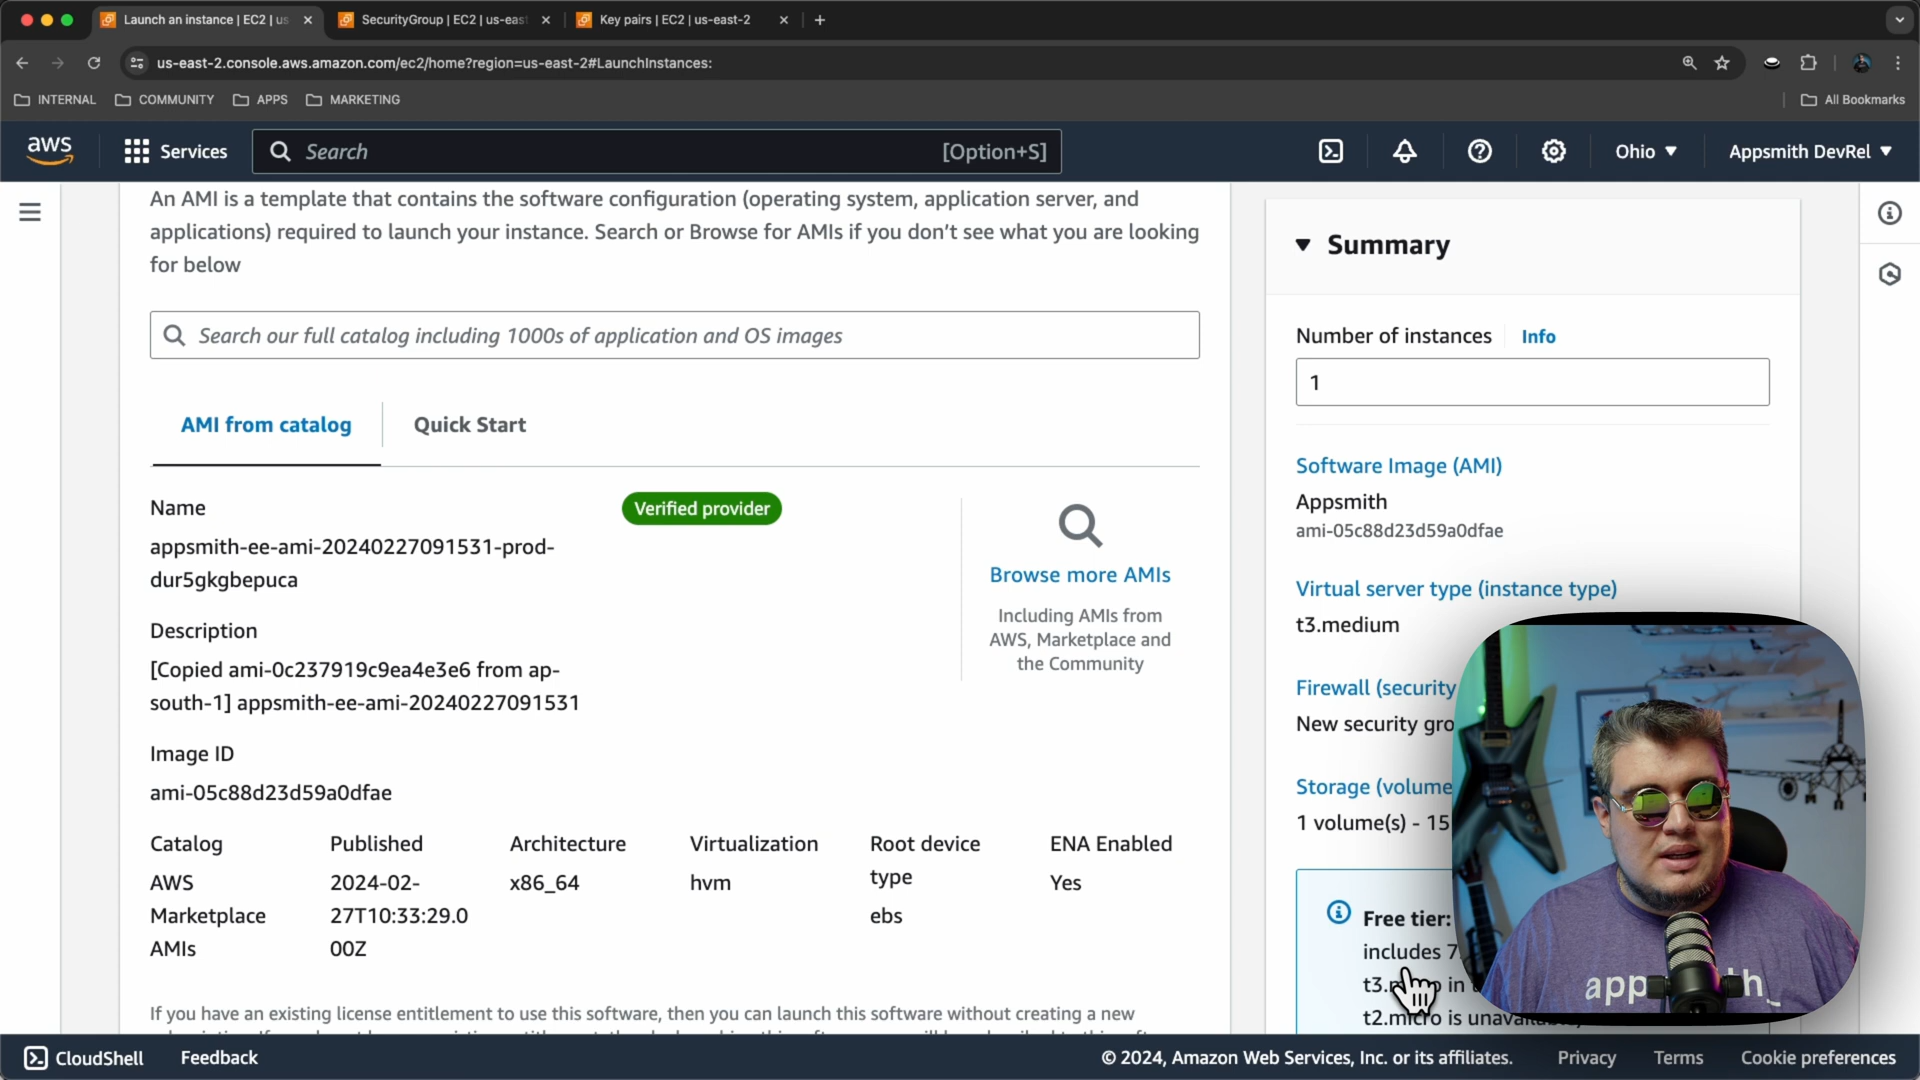 Launch an instance | EC2 | us
SecurityGroup | EC2 | us-east
Key pairs | EC2 | us-east-2
us-east-2.console.aws.amazon.com/ec2/home?region=us-east-2#LaunchInstances:
INTERNAL
COMMUNITY
APPS
MARKETING
All Bookmarks
aws
Services
Search
[Option+S]
Ohio
Appsmith DevRel
An AMI is a template that contains the software configuration (operating system, application server, and
applications) required to launch your instance. Search or Browse for AMIs if you don’t see what you are looking
for below
Search our full catalog including 1000s of application and OS images
AMI from catalog
Quick Start
Name
Verified provider
appsmith-ee-ami-20240227091531-prod-
dur5gkgbepuca
Description
[Copied ami-0c237919c9ea4e3e6 from ap-
south-1] appsmith-ee-ami-20240227091531
Image ID
ami-05c88d23d59a0dfae
Browse more AMIs
Including AMIs from
AWS, Marketplace and
the Community
Catalog
AWS
Marketplace
AMIs
Published
2024-02-
27T10:33:29.0
00Z
Architecture
x86_64
Virtualization
hvm
Root device
type
ebs
ENA Enabled
Yes
If you have an existing license entitlement to use this software, then you can launch this software without creating a new
Summary
Number of instances
Info
1
Software Image (AMI)
Appsmith
ami-05c88d23d59a0dfae
Virtual server type (instance type)
t3.medium
Firewall (security
New security gro
Storage (volume
1 volume(s) - 15
Free tier:
includes 7
in
t2.micro is
CloudShell
Feedback
© 2024, Amazon Web Services, Inc. or its affiliates.
Privacy
Terms
Cookie preferences